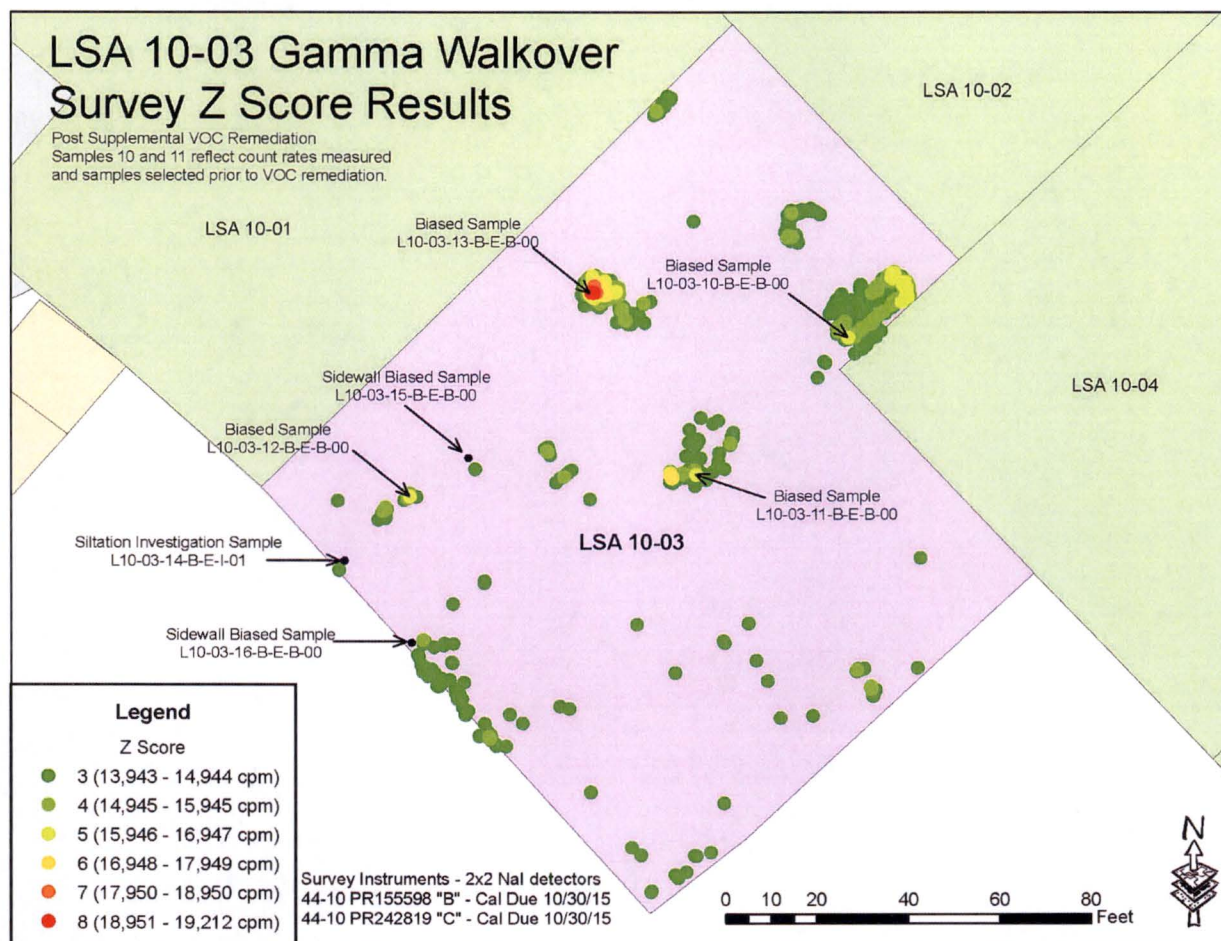 LSA 10-03 Gamma Walkover
Survey Z Score Results
Post Supplemental VOC Remediation
Samples 10 and 11 reflect count rates measured
and samples selected prior to VOC remediation.
LSA 10-02
LSA 10-01
Biased Sample
L10-03-13-B-E-B-00
Biased Sample
L10-03-10-B-E-B-00
LSA 10-04
Sidewall Biased Sample
L10-03-15-B-E-B-00
Biased Sample
L10-03-12-B-E-B-00
Biased Sample
L10-03-11-B-E-B-00
LSA 10-03
Siltation Investigation Sample
L10-03-14-B-E-I-01
Sidewall Biased Sample
L10-03-16-B-E-B-00
Legend
Z Score
3 (13,943 - 14,944 cpm)
4 (14,945 - 15,945 cpm)
5 (15,946 - 16,947 cpm)
6 (16,948 - 17,949 cpm)
7 (17,950 - 18,950 cpm)
8 (18,951 - 19,212 cpm)
Survey Instruments - 2x2 NaI detectors
44-10 PR155598 "B" - Cal Due 10/30/15
44-10 PR242819 "C" - Cal Due 10/30/15
0 10 20 40 60 80
Feet
N